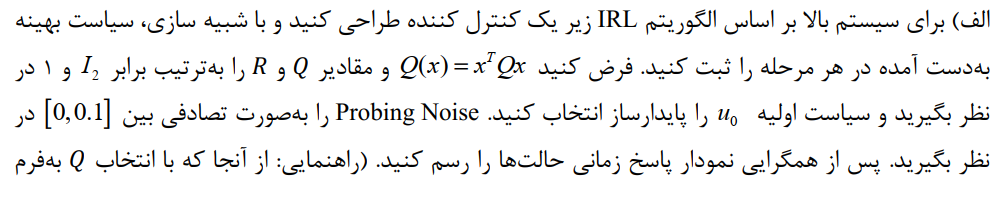 الف) برای سیستم بالا بر اساس الگوریتم IRL زیر یک کنترل کننده طراحی کنید و با شبیه سازی، سیاست بهینه
به‌دست آمده در هر مرحله را ثبت کنید. فرض کنید Q(x) = x^T Qx و مقادیر Q و R را به‌ترتیب برابر I_2 و ۱ در
نظر بگیرید و سیاست اولیه u_0 را پایدارساز انتخاب کنید. Probing Noise را به‌صورت تصادفی بین [0,0.1] در
نظر بگیرید. پس از همگرایی نمودار پاسخ زمانی حالت‌ها را رسم کنید. (راهنمایی: از آنجا که با انتخاب Q به‌فرم